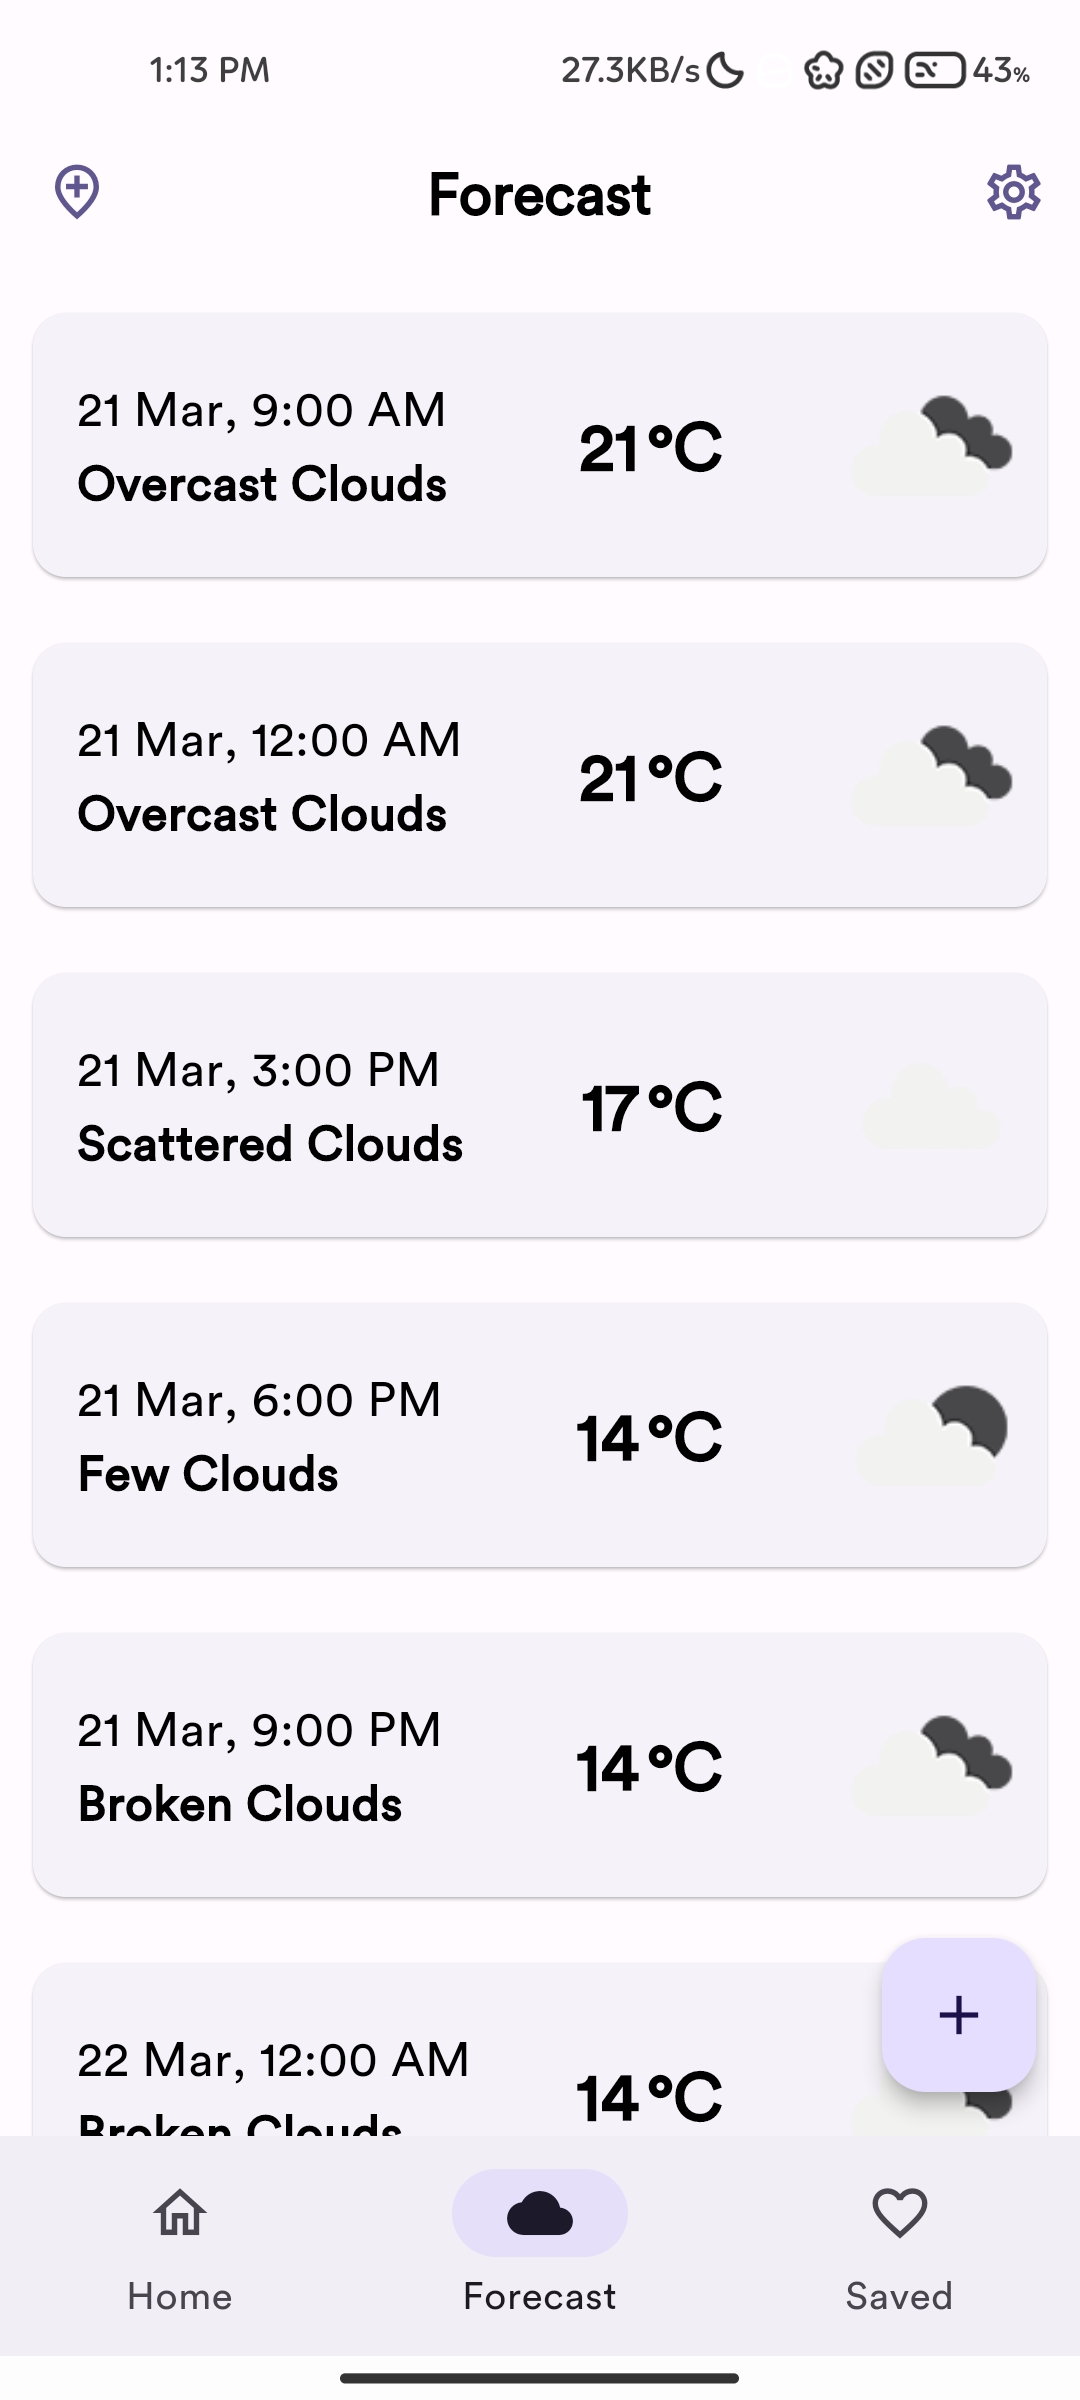 1:13 PM 27.3KB/s 43%
Forecast
21 Mar, 9:00 AM
Overcast Clouds
21°C
21 Mar, 12:00 AM
Overcast Clouds
21°C
21 Mar, 3:00 PM
Scattered Clouds
17°C
21 Mar, 6:00 PM
Few Clouds
14°C
21 Mar, 9:00 PM
Broken Clouds
14°C
22 Mar, 12:00 AM
Broken Clouds
14°C
Home Forecast Saved